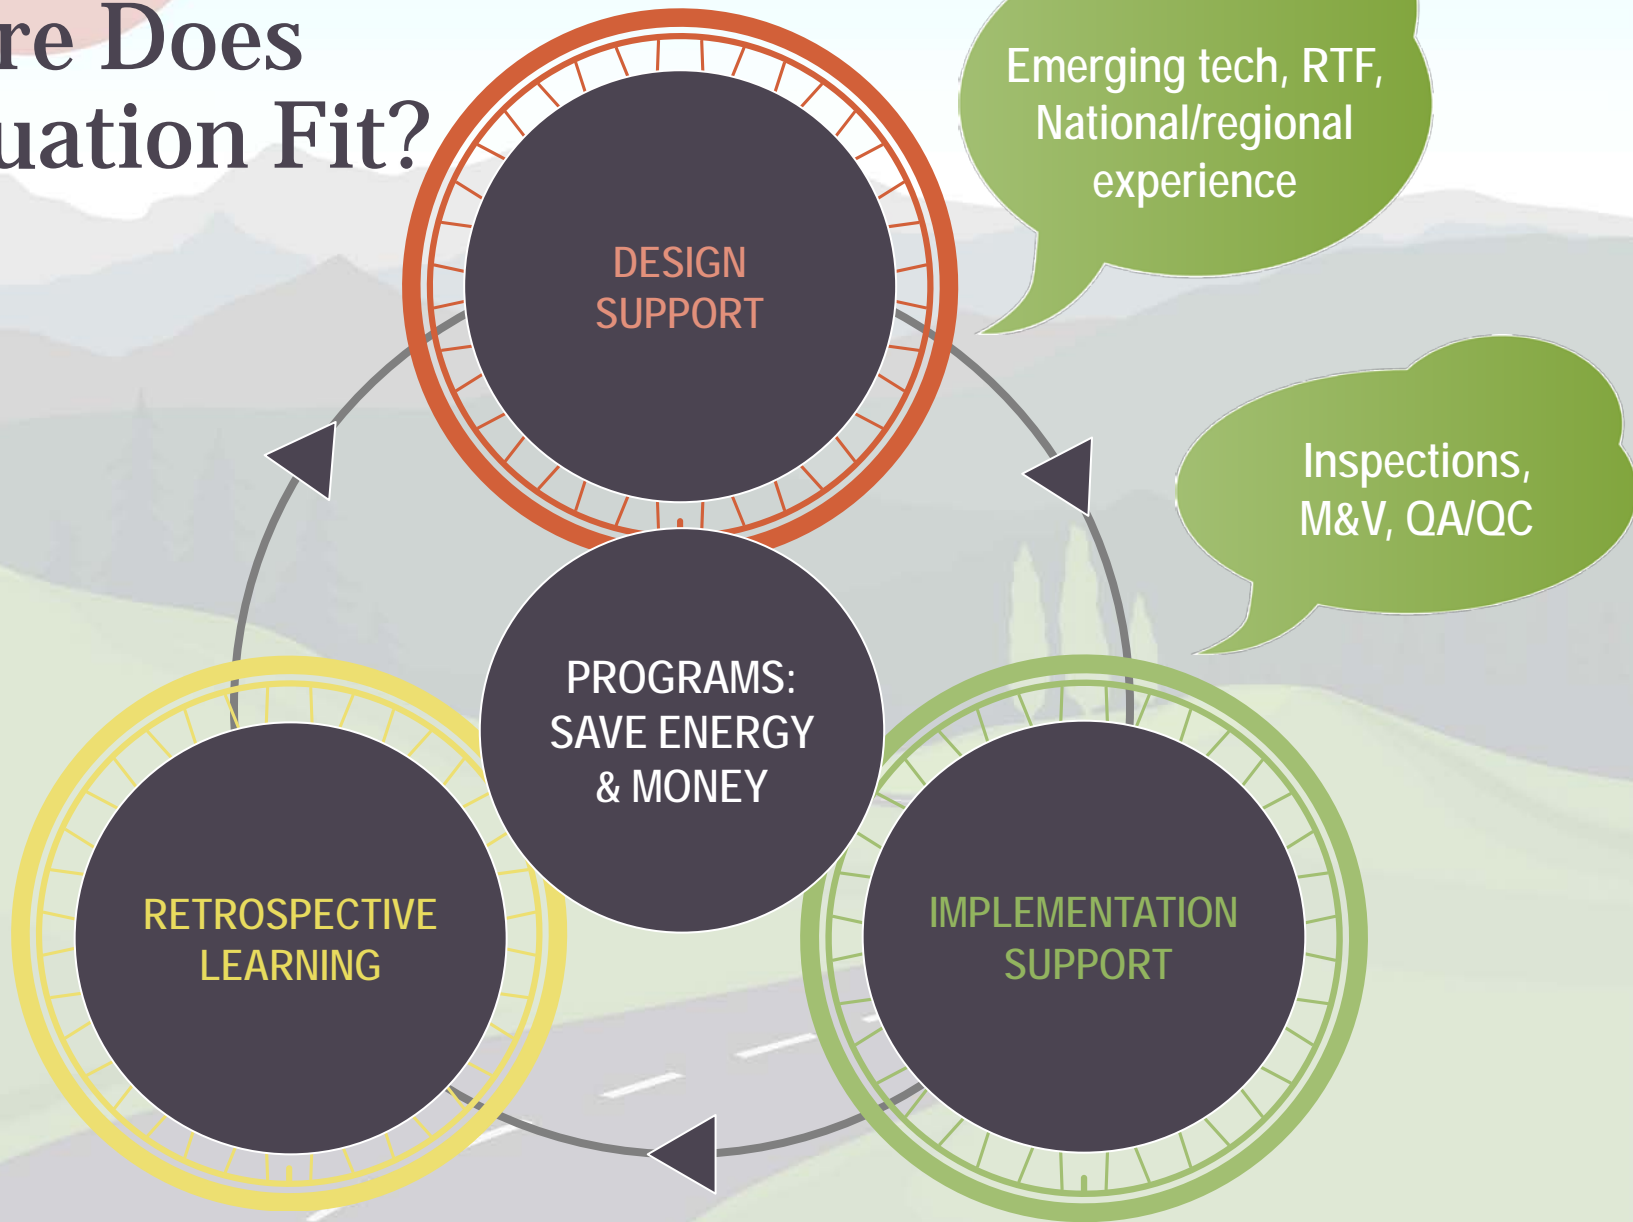 re Does
uation Fit?
Emerging tech, RTF,
National/regional
experience
DESIGN
SUPPORT
Inspections,
M&V, QA/QC
PROGRAMS:
SAVE ENERGY
& MONEY
RETROSPECTIVE
LEARNING
IMPLEMENTATION
SUPPORT